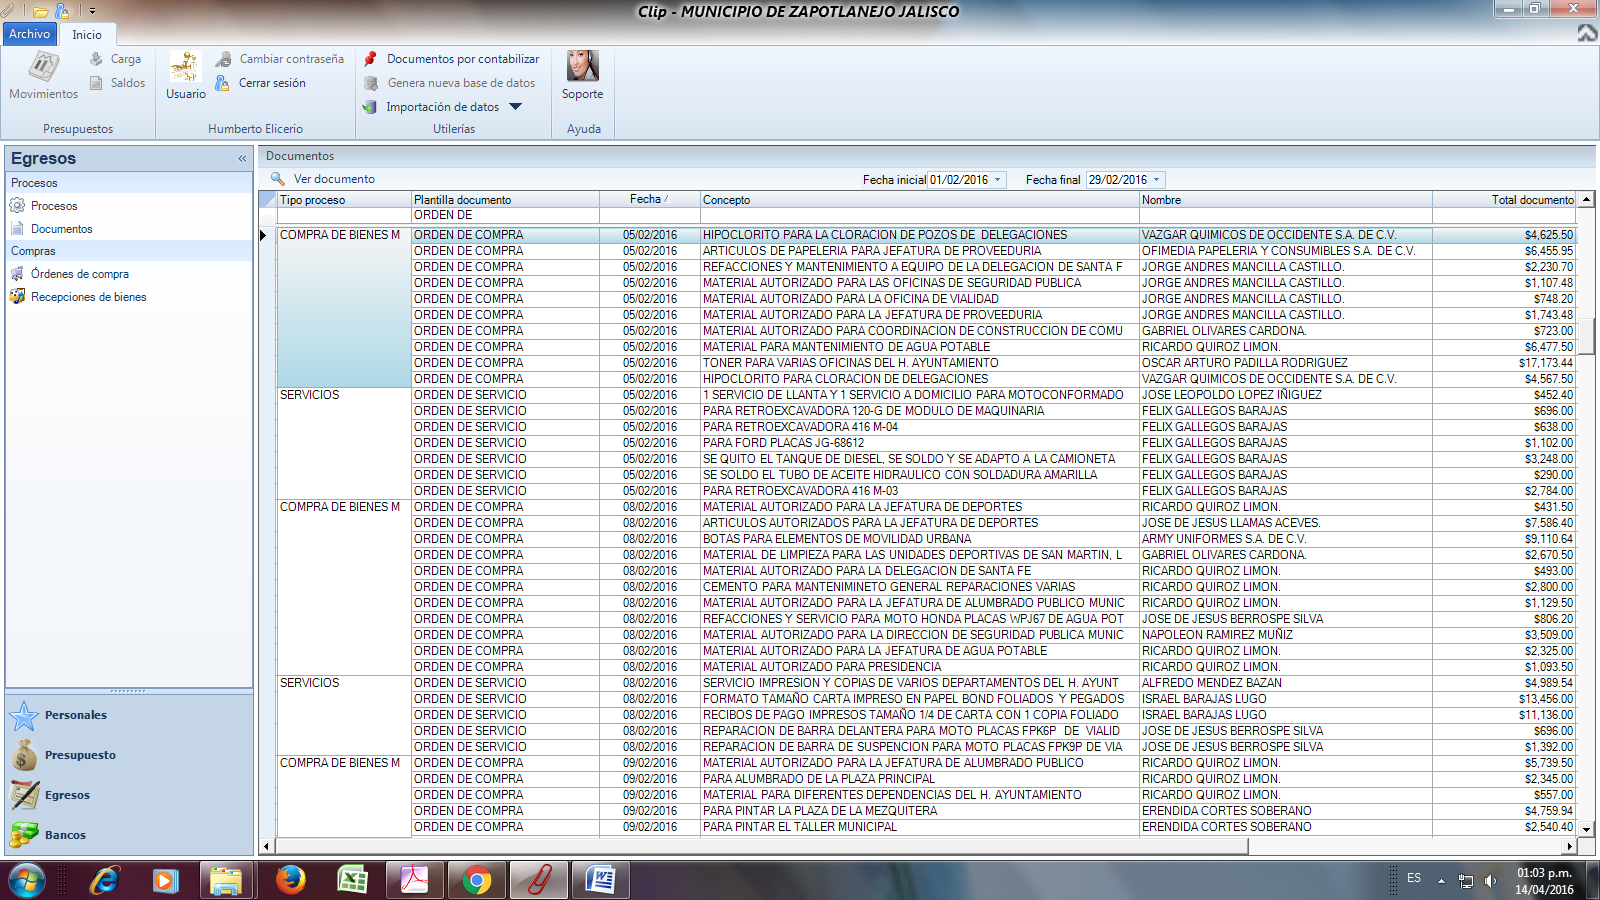 Clip - MUNICIPIO DE ZAPOTLANEJO JALISCO
Archivo Inicio
Movimientos Carga Saldos Presupuestos
Usuario Cambiar contraseña Cerrar sesión Humberto Elicerio
Documentos por contabilizar
Genera nueva base de datos
Importación de datos
Utilerías
Soporte
Ayuda
Egresos «
Procesos
Procesos
Documentos
Compras
Órdenes de compra
Recepciones de bienes
Personales
Presupuesto
Egresos
Bancos
Documentos
Ver documento Fecha inicial 01/02/2016 Fecha final 29/02/2016
Tipo proceso Plantilla documento Fecha / Concepto Nombre Total documento
ORDEN DE
COMPRA DE BIENES M ORDEN DE COMPRA 05/02/2016 HIPOCLORITO PARA LA CLORACION DE POZOS DE DELEGACIONES VAZGAR QUIMICOS DE OCCIDENTE S.A. DE C.V. $4,625.50
ORDEN DE COMPRA 05/02/2016 ARTICULOS DE PAPELERIA PARA JEFATURA DE PROVEEDURIA OFIMEDIA PAPELERIA Y CONSUMIBLES S.A. DE C.V. $6,455.95
ORDEN DE COMPRA 05/02/2016 REFACCIONES Y MANTENIMIENTO A EQUIPO DE LA DELEGACION DE SANTA F JORGE ANDRES MANCILLA CASTILLO. $2,230.70
ORDEN DE COMPRA 05/02/2016 MATERIAL AUTORIZADO PARA LAS OFICINAS DE SEGURIDAD PUBLICA JORGE ANDRES MANCILLA CASTILLO. $1,107.48
ORDEN DE COMPRA 05/02/2016 MATERIAL AUTORIZADO PARA LA OFICINA DE VIALIDAD JORGE ANDRES MANCILLA CASTILLO. $748.20
ORDEN DE COMPRA 05/02/2016 MATERIAL AUTORIZADO PARA LA JEFATURA DE PROVEEDURIA JORGE ANDRES MANCILLA CASTILLO. $1,743.48
ORDEN DE COMPRA 05/02/2016 MATERIAL AUTORIZADO PARA COORDINACION DE CONSTRUCCION DE COMU GABRIEL OLIVARES CARDONA. $723.00
ORDEN DE COMPRA 05/02/2016 MATERIAL PARA MANTENIMIENTO DE AGUA POTABLE RICARDO QUIROZ LIMON. $6,477.50
ORDEN DE COMPRA 05/02/2016 TONER PARA VARIAS OFICINAS DEL H. AYUNTAMIENTO OSCAR ARTURO PADILLA RODRIGUEZ $17,173.44
ORDEN DE COMPRA 05/02/2016 HIPOCLORITO PARA CLORACION DE DELEGACIONES VAZGAR QUIMICOS DE OCCIDENTE S.A. DE C.V. $4,567.50
SERVICIOS ORDEN DE SERVICIO 05/02/2016 1 SERVICIO DE LLANTA Y 1 SERVICIO A DOMICILIO PARA MOTOCONFORMADO JOSE LEOPOLDO LOPEZ IÑIGUEZ $452.40
ORDEN DE SERVICIO 05/02/2016 PARA RETROEXCAVADORA 120-G DE MODULO DE MAQUINARIA FELIX GALLEGOS BARAJAS $696.00
ORDEN DE SERVICIO 05/02/2016 PARA RETROEXCAVADORA 416 M-04 FELIX GALLEGOS BARAJAS $638.00
ORDEN DE SERVICIO 05/02/2016 PARA FORD PLACAS JG-68612 FELIX GALLEGOS BARAJAS $1,102.00
ORDEN DE SERVICIO 05/02/2016 SE QUITO EL TANQUE DE DIESEL, SE SOLDO Y SE ADAPTO A LA CAMIONETA FELIX GALLEGOS BARAJAS $3,248.00
ORDEN DE SERVICIO 05/02/2016 SE SOLDO EL TUBO DE ACEITE HIDRAULICO CON SOLDADURA AMARILLA FELIX GALLEGOS BARAJAS $290.00
ORDEN DE SERVICIO 05/02/2016 PARA RETROEXCAVADORA 416 M-03 FELIX GALLEGOS BARAJAS $2,784.00
COMPRA DE BIENES M ORDEN DE COMPRA 08/02/2016 MATERIAL AUTORIZADO PARA LA JEFATURA DE DEPORTES RICARDO QUIROZ LIMON. $431.50
ORDEN DE COMPRA 08/02/2016 ARTICULOS AUTORIZADOS PARA LA JEFATURA DE DEPORTES JOSE DE JESUS LLAMAS ACEVES. $7,586.40
ORDEN DE COMPRA 08/02/2016 BOTAS PARA ELEMENTOS DE MOVILIDAD URBANA ARMY UNIFORMES S.A. DE C.V. $9,110.64
ORDEN DE COMPRA 08/02/2016 MATERIAL DE LIMPIEZA PARA LAS UNIDADES DEPORTIVAS DE SAN MARTIN, L GABRIEL OLIVARES CARDONA. $2,670.50
ORDEN DE COMPRA 08/02/2016 MATERIAL AUTORIZADO PARA LA DELEGACION DE SANTA FE RICARDO QUIROZ LIMON. $493.00
ORDEN DE COMPRA 08/02/2016 CEMENTO PARA MANTENIMINETO GENERAL REPARACIONES VARIAS RICARDO QUIROZ LIMON. $2,800.00
ORDEN DE COMPRA 08/02/2016 MATERIAL AUTORIZADO PARA LA JEFATURA DE ALUMBRADO PUBLICO MUNIC RICARDO QUIROZ LIMON. $1,129.50
ORDEN DE COMPRA 08/02/2016 REFACCIONES Y SERVICIO PARA MOTO HONDA PLACAS WPJ67 DE AGUA POT JOSE DE JESUS BERROSPE SILVA $806.20
ORDEN DE COMPRA 08/02/2016 MATERIAL AUTORIZADO PARA LA DIRECCION DE SEGURIDAD PUBLICA MUNIC NAPOLEON RAMIREZ MUÑIZ $3,509.00
ORDEN DE COMPRA 08/02/2016 MATERIAL AUTORIZADO PARA LA JEFATURA DE AGUA POTABLE RICARDO QUIROZ LIMON. $2,325.00
ORDEN DE COMPRA 08/02/2016 MATERIAL AUTORIZADO PARA PRESIDENCIA RICARDO QUIROZ LIMON. $1,093.50
SERVICIOS ORDEN DE SERVICIO 08/02/2016 SERVICIO IMPRESION Y COPIAS DE VARIOS DEPARTAMENTOS DEL H. AYUNT ALFREDO MENDEZ BAZAN $4,989.54
ORDEN DE SERVICIO 08/02/2016 FORMATO TAMAÑO CARTA IMPRESO EN PAPEL BOND FOLIADOS Y PEGADOS ISRAEL BARAJAS LUGO $13,456.00
ORDEN DE SERVICIO 08/02/2016 RECIBOS DE PAGO IMPRESOS TAMAÑO 1/4 DE CARTA CON 1 COPIA FOLIADO ISRAEL BARAJAS LUGO $11,136.00
ORDEN DE SERVICIO 08/02/2016 REPARACION DE BARRA DELANTERA PARA MOTO PLACAS FPK6P DE VIALID JOSE DE JESUS BERROSPE SILVA $696.00
ORDEN DE SERVICIO 08/02/2016 REPARACION DE BARRA DE SUSPENCION PARA MOTO PLACAS FPK9P DE VIA JOSE DE JESUS BERROSPE SILVA $1,392.00
COMPRA DE BIENES M ORDEN DE COMPRA 09/02/2016 MATERIAL AUTORIZADO PARA LA JEFATURA DE ALUMBRADO PUBLICO RICARDO QUIROZ LIMON. $5,739.50
ORDEN DE COMPRA 09/02/2016 PARA ALUMBRADO DE LA PLAZA PRINCIPAL RICARDO QUIROZ LIMON. $2,345.00
ORDEN DE COMPRA 09/02/2016 MATERIAL PARA DIFERENTES DEPENDENCIAS DEL H. AYUNTAMIENTO RICARDO QUIROZ LIMON. $557.00
ORDEN DE COMPRA 09/02/2016 PARA PINTAR LA PLAZA DE LA MEZQUITERA ERENDIDA CORTES SOBERANO $4,759.94
ORDEN DE COMPRA 09/02/2016 PARA PINTAR EL TALLER MUNICIPAL ERENDIDA CORTES SOBERANO $2,540.40
ES 01:03 p.m.
14/04/2016